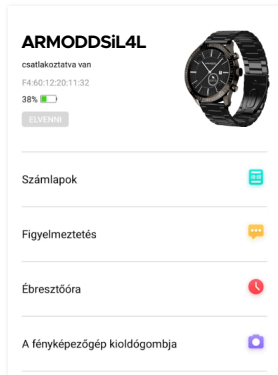 ARMODDSiL4L
csatlakoztatva van
F4:60:12:20:11:32
38%
ELVENNI
Számlapok
Figyelmeztetés
Ébresztőóra
A fényképezőgép kioldógombja